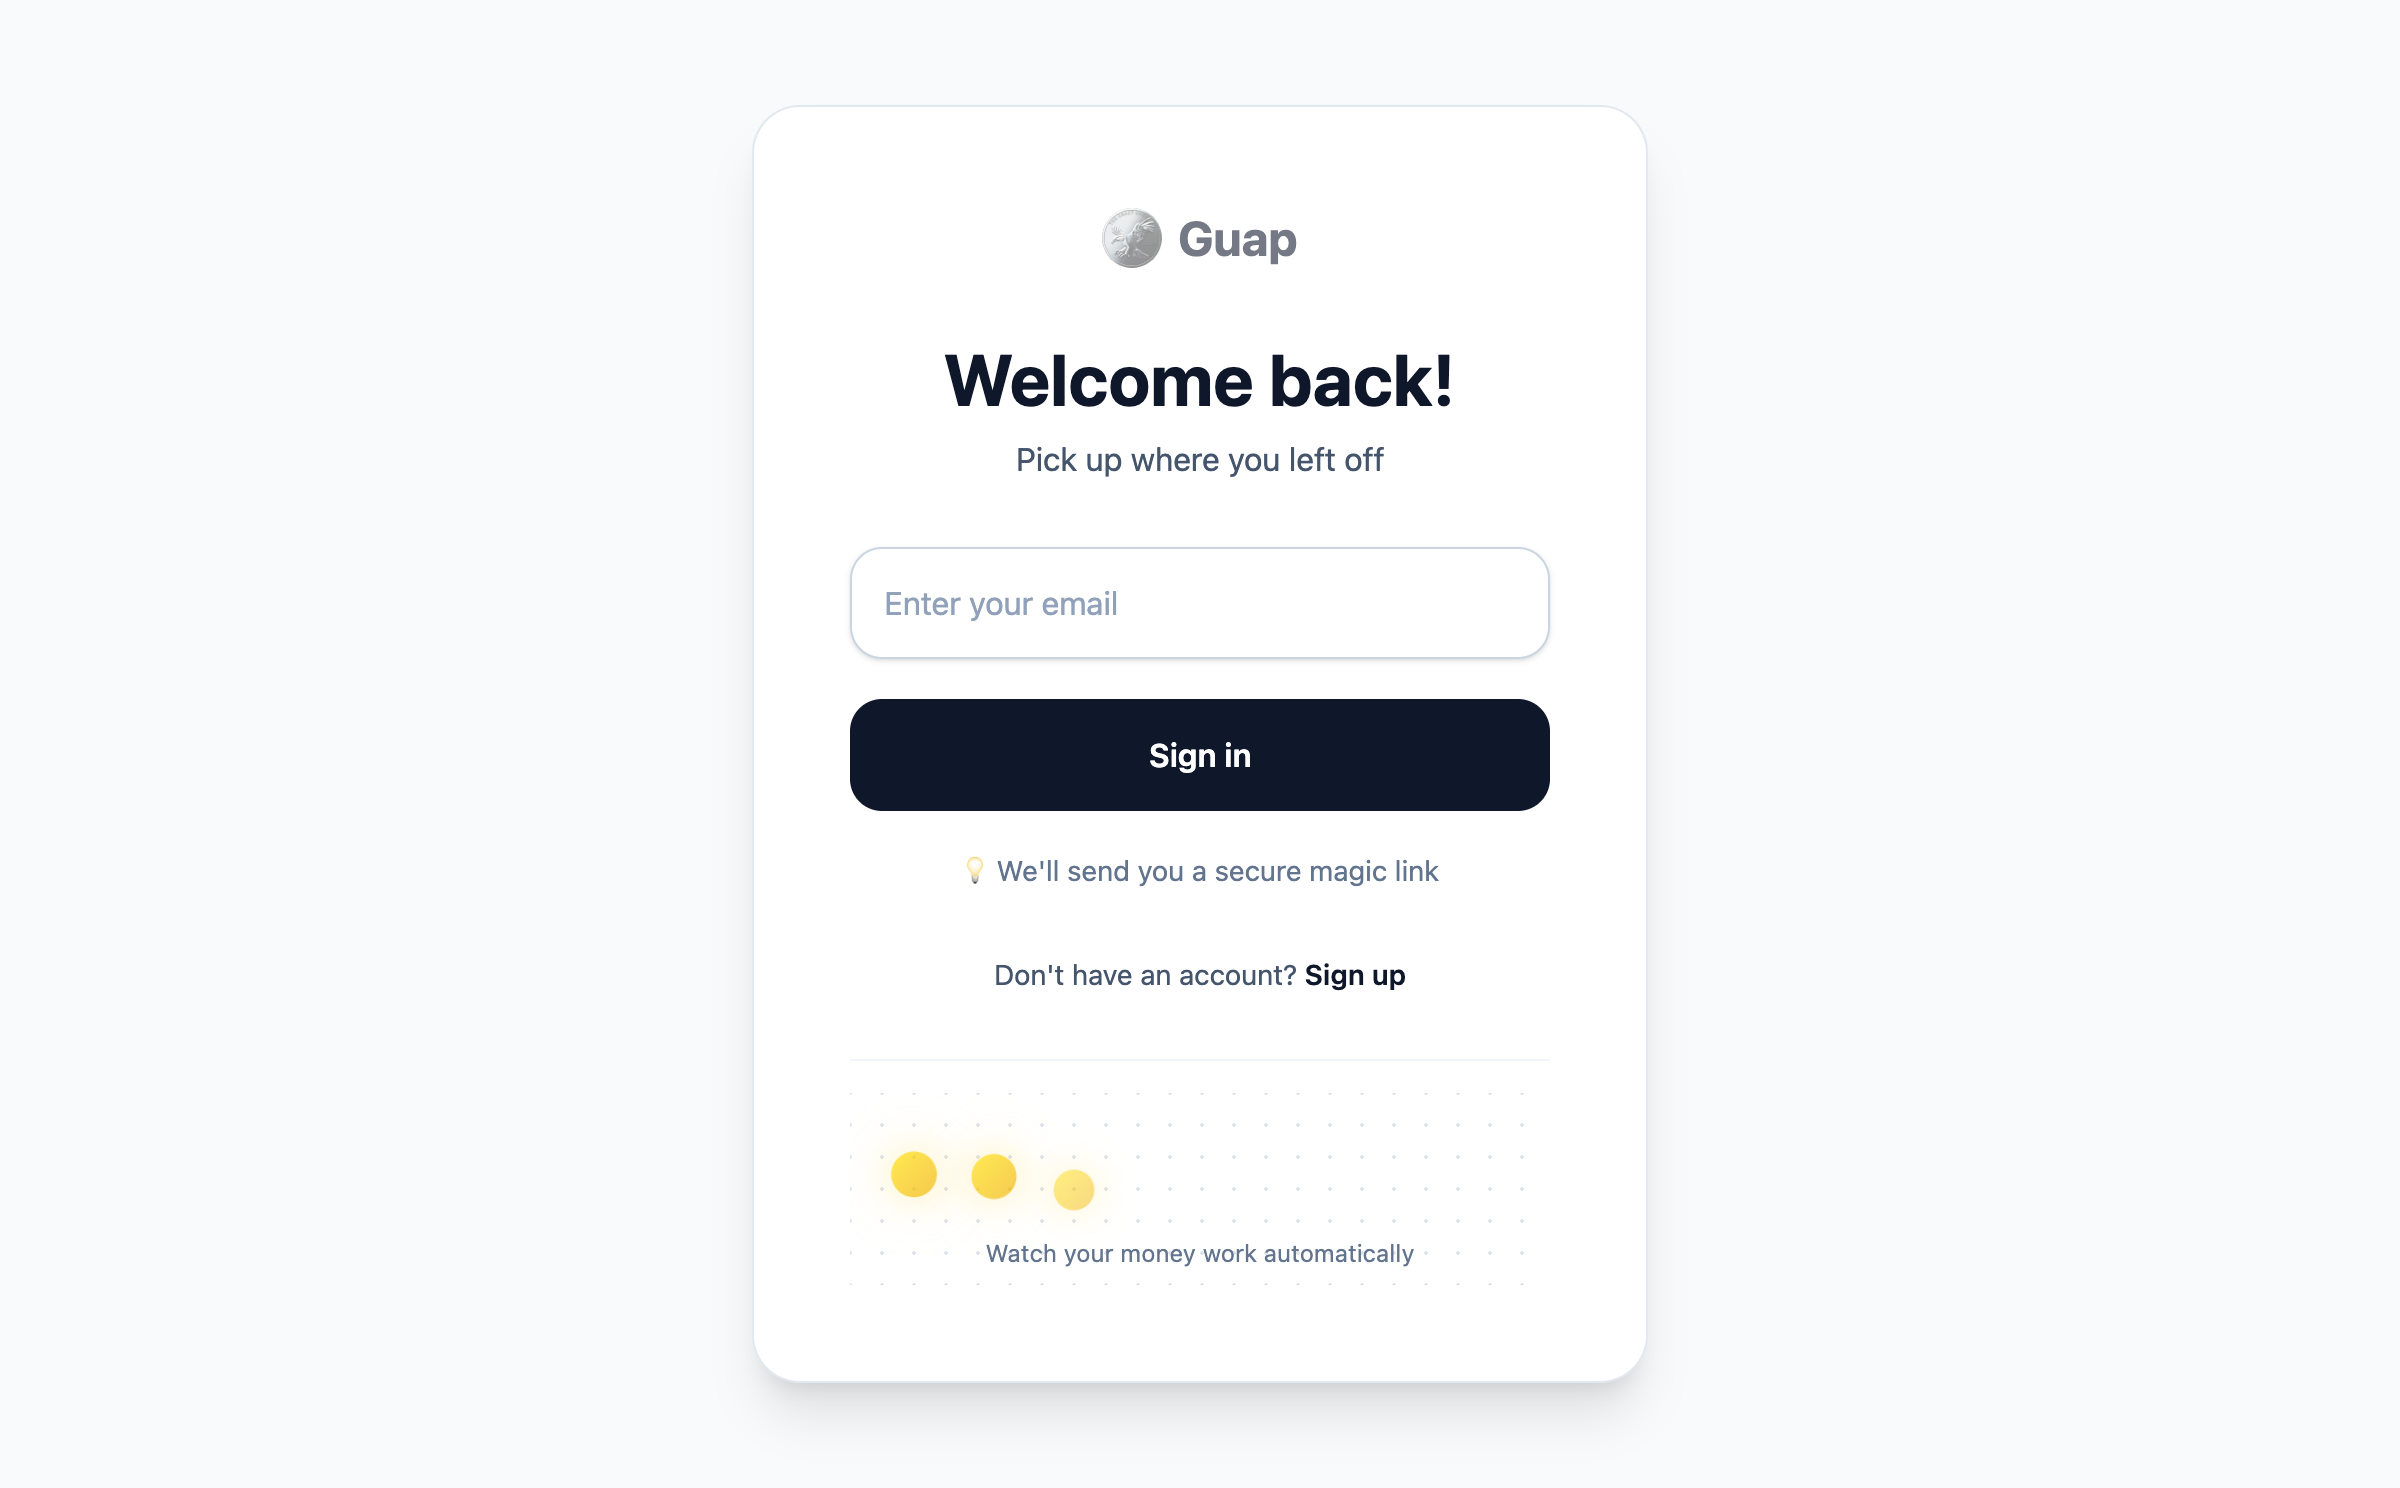 Guap
Welcome back!
Pick up where you left off
Enter your email
Sign in
💡 We'll send you a secure magic link
Don't have an account? Sign up
Watch your money work automatically